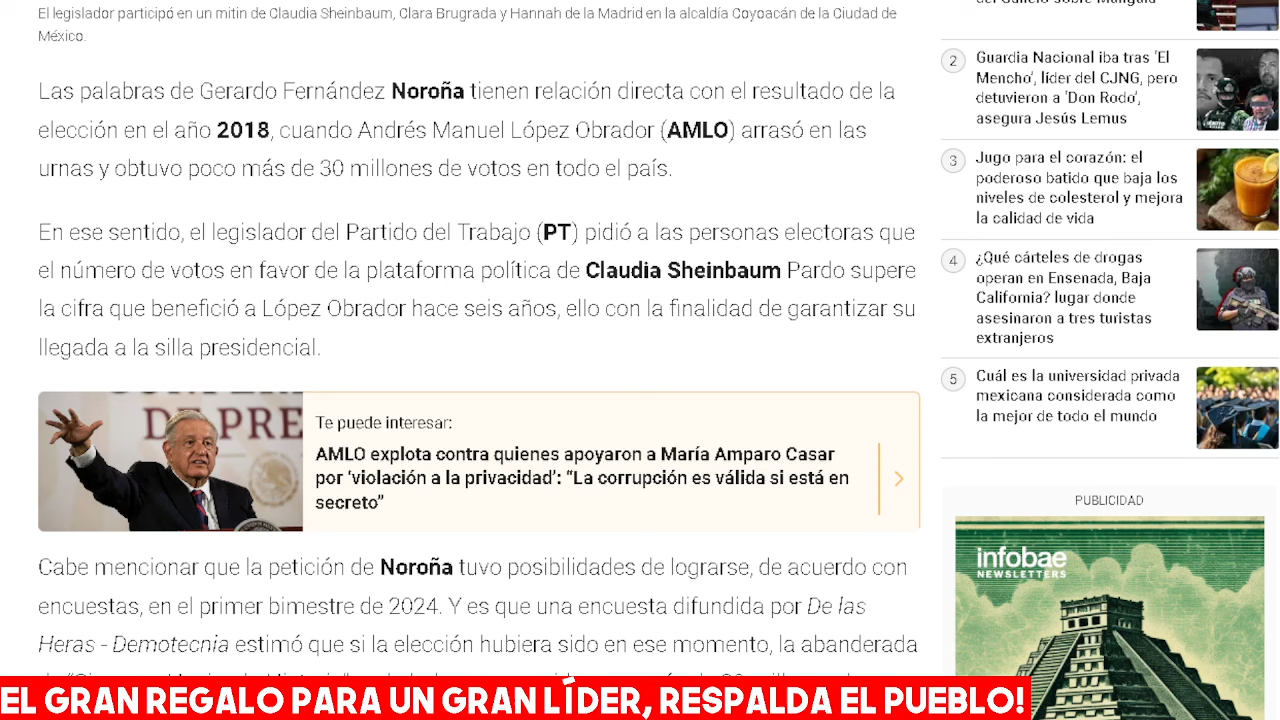 El legislador participó en un mitin de Claudia Sheinbaum, Clara Brugrada y Hannah de la Madrid en la alcaldía Coyoacán de la Ciudad de
México.
Las palabras de Gerardo Fernández Noroña tienen relación directa con el resultado de la
elección en el año 2018, cuando Andrés Manuel López Obrador (AMLO) arrasó en las
urnas y obtuvo poco más de 30 millones de votos en todo el país.
En ese sentido, el legislador del Partido del Trabajo (PT) pidió a las personas electoras que
el número de votos en favor de la plataforma política de Claudia Sheinbaum Pardo supere
la cifra que benefició a López Obrador hace seis años, ello con la finalidad de garantizar su
llegada a la silla presidencial.
Te puede interesar:
AMLO explota contra quienes apoyaron a María Amparo Casar
por ‘violación a la privacidad’: “La corrupción es válida si está en
secreto”
Cabe mencionar que la petición de Noroña tuvo posibilidades de lograrse, de acuerdo con
encuestas, en el primer bimestre de 2024. Y es que una encuesta difundida por De las
Heras - Demotecnia estimó que si la elección hubiera sido en ese momento, la abanderada
2
Guardia Nacional iba tras ‘El
Mencho’, líder del CJNG, pero
detuvieron a ‘Don Rodo’,
asegura Jesús Lemus
3
Jugo para el corazón: el
poderoso batido que baja los
niveles de colesterol y mejora
la calidad de vida
4
¿Qué cárteles de drogas
operan en Ensenada, Baja
California? lugar donde
asesinaron a tres turistas
extranjeros
5
Cuál es la universidad privada
mexicana considerada como
la mejor de todo el mundo
PUBLICIDAD
infobae
NEWSLETTERS
EL GRAN REGALO PARA UN GRAN LÍDER, RESPALDA EL PUEBLO!